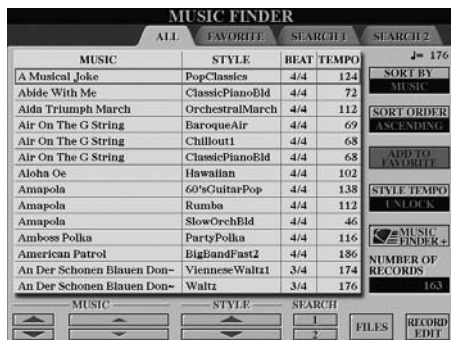 MUSIC FINDER
ALL FAVORITE SEARCH 1 SEARCH 2
♩= 176
MUSIC STYLE BEAT TEMPO
A Musical Joke PopClassics 4/4 124
Abide With Me ClassicPianoBld 4/4 72
Aida Triumph March OrchestralMarch 4/4 112
Air On The G String BaroqueAir 4/4 69
Air On The G String Chillout1 4/4 68
Air On The G String ClassicPianoBld 4/4 68
Aloha Oe Hawaiian 4/4 102
Amapola 60'sGuitarPop 4/4 138
Amapola Rumba 4/4 112
Amapola SlowOrchBld 4/4 46
Amboss Polka PartyPolka 4/4 116
American Patrol BigBandFast2 4/4 186
An Der Schonen Blauen Don~ VienneseWaltz1 3/4 174
An Der Schonen Blauen Don~ Waltz 3/4 176
SORT BY
MUSIC
SORT ORDER
ASCENDING
ADD TO
FAVORITE
STYLE TEMPO
UNLOCK
MUSIC
FINDER+
NUMBER OF
RECORDS
163
MUSIC STYLE SEARCH
1
2
FILES
RECORD
EDIT